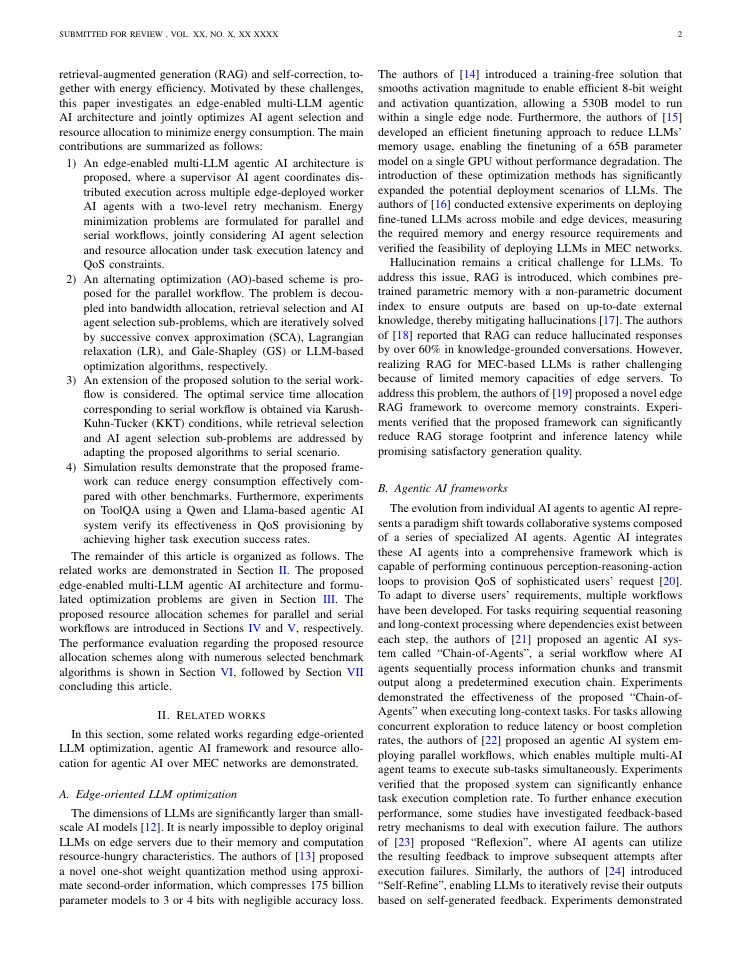 SUBMITTED FOR REVIEW , VOL. XX, NO. X, XX XXXX
2
retrieval-augmented generation (RAG) and self-correction, to-
gether with energy efficiency. Motivated by these challenges,
this paper investigates an edge-enabled multi-LLM agentic
AI architecture and jointly optimizes AI agent selection and
resource allocation to minimize energy consumption. The main
contributions are summarized as follows:
1) An edge-enabled multi-LLM agentic AI architecture is
proposed, where a supervisor AI agent coordinates dis-
tributed execution across multiple edge-deployed worker
AI agents with a two-level retry mechanism. Energy
minimization problems are formulated for parallel and
serial workflows, jointly considering AI agent selection
and resource allocation under task execution latency and
QoS constraints.
2) An alternating optimization (AO)-based scheme is pro-
posed for the parallel workflow. The problem is decou-
pled into bandwidth allocation, retrieval selection and AI
agent selection sub-problems, which are iteratively solved
by successive convex approximation (SCA), Lagrangian
relaxation (LR), and Gale-Shapley (GS) or LLM-based
optimization algorithms, respectively.
3) An extension of the proposed solution to the serial work-
flow is considered. The optimal service time allocation
corresponding to serial workflow is obtained via Karush-
Kuhn-Tucker (KKT) conditions, while retrieval selection
and AI agent selection sub-problems are addressed by
adapting the proposed algorithms to serial scenario.
4) Simulation results demonstrate that the proposed frame-
work can reduce energy consumption effectively com-
pared with other benchmarks. Furthermore, experiments
on ToolQA using a Qwen and Llama-based agentic AI
system verify its effectiveness in QoS provisioning by
achieving higher task execution success rates.
The remainder of this article is organized as follows. The
related works are demonstrated in Section II. The proposed
edge-enabled multi-LLM agentic AI architecture and formu-
lated optimization problems are given in Section III. The
proposed resource allocation schemes for parallel and serial
workflows are introduced in Sections IV and V, respectively.
The performance evaluation regarding the proposed resource
allocation schemes along with numerous selected benchmark
algorithms is shown in Section VI, followed by Section VII
concluding this article.
II. RELATED WORKS
In this section, some related works regarding edge-oriented
LLM optimization, agentic AI framework and resource allo-
cation for agentic AI over MEC networks are demonstrated.
A. Edge-oriented LLM optimization
The dimensions of LLMs are significantly larger than small-
scale AI models [12]. It is nearly impossible to deploy original
LLMs on edge servers due to their memory and computation
resource-hungry characteristics. The authors of [13] proposed
a novel one-shot weight quantization method using approxi-
mate second-order information, which compresses 175 billion
parameter models to 3 or 4 bits with negligible accuracy loss.
The authors of [14] introduced a training-free solution that
smooths activation magnitude to enable efficient 8-bit weight
and activation quantization, allowing a 530B model to run
within a single edge node. Furthermore, the authors of [15]
developed an efficient finetuning approach to reduce LLMs'
memory usage, enabling the finetuning of a 65B parameter
model on a single GPU without performance degradation. The
introduction of these optimization methods has significantly
expanded the potential deployment scenarios of LLMs. The
authors of [16] conducted extensive experiments on deploying
fine-tuned LLMs across mobile and edge devices, measuring
the required memory and energy resource requirements and
verified the feasibility of deploying LLMs in MEC networks.
Hallucination remains a critical challenge for LLMs. To
address this issue, RAG is introduced, which combines pre-
trained parametric memory with a non-parametric document
index to ensure outputs are based on up-to-date external
knowledge, thereby mitigating hallucinations [17]. The authors
of [18] reported that RAG can reduce hallucinated responses
by over 60% in knowledge-grounded conversations. However,
realizing RAG for MEC-based LLMs is rather challenging
because of limited memory capacities of edge servers. To
address this problem, the authors of [19] proposed a novel edge
RAG framework to overcome memory constraints. Experi-
ments verified that the proposed framework can significantly
reduce RAG storage footprint and inference latency while
promising satisfactory generation quality.
B. Agentic AI frameworks
The evolution from individual AI agents to agentic AI repre-
sents a paradigm shift towards collaborative systems composed
of a series of specialized AI agents. Agentic AI integrates
these AI agents into a comprehensive framework which is
capable of performing continuous perception-reasoning-action
loops to provision QoS of sophisticated users' request [20].
To adapt to diverse users' requirements, multiple workflows
have been developed. For tasks requiring sequential reasoning
and long-context processing where dependencies exist between
each step, the authors of [21] proposed an agentic AI sys-
tem called "Chain-of-Agents", a serial workflow where AI
agents sequentially process information chunks and transmit
output along a predetermined execution chain. Experiments
demonstrated the effectiveness of the proposed "Chain-of-
Agents" when executing long-context tasks. For tasks allowing
concurrent exploration to reduce latency or boost completion
rates, the authors of [22] proposed an agentic AI system em-
ploying parallel workflows, which enables multiple multi-AI
agent teams to execute sub-tasks simultaneously. Experiments
verified that the proposed system can significantly enhance
task execution completion rate. To further enhance execution
performance, some studies have investigated feedback-based
retry mechanisms to deal with execution failure. The authors
of [23] proposed "Reflexion", where AI agents can utilize
the resulting feedback to improve subsequent attempts after
execution failures. Similarly, the authors of [24] introduced
"Self-Refine", enabling LLMs to iteratively revise their outputs
based on self-generated feedback. Experiments demonstrated